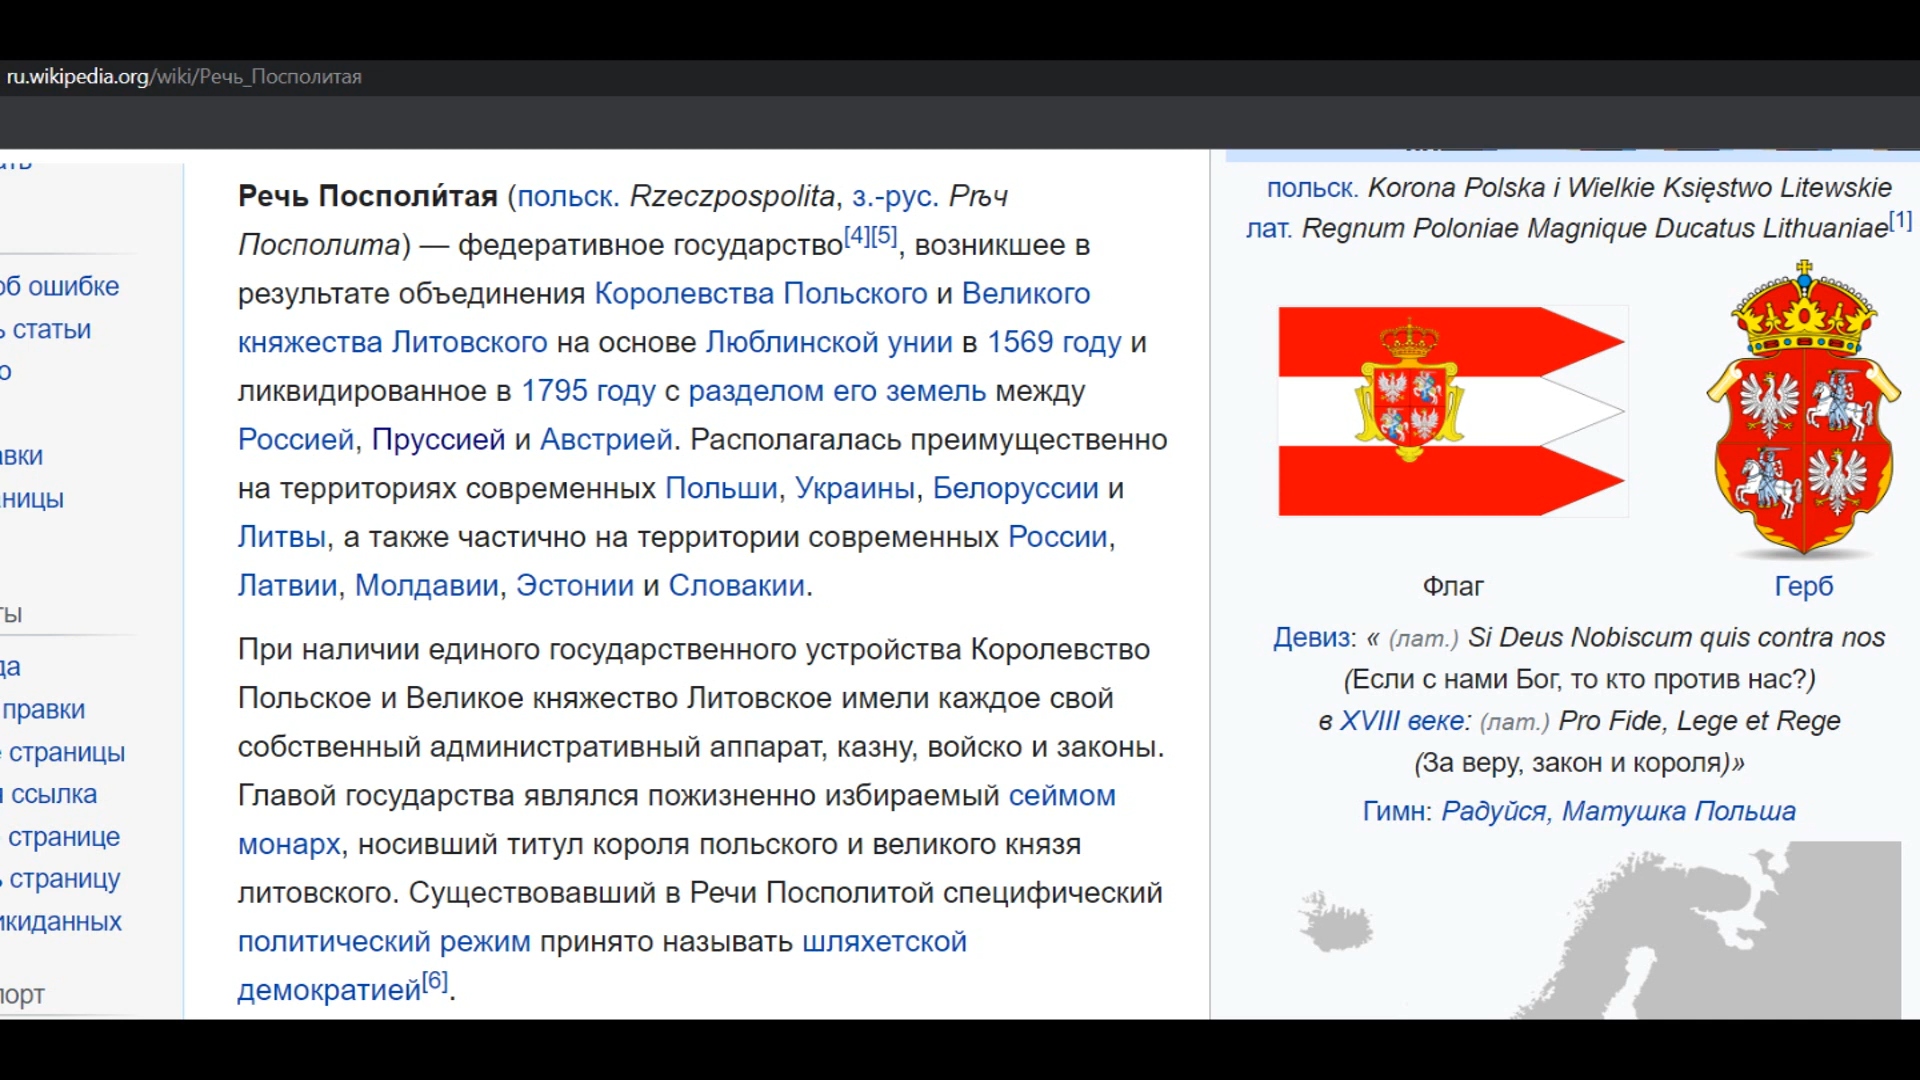 ru.wikipedia.org/wiki/Речь_Посполитая
об ошибке
статьи
правки
страницы
ссылка
странице
страницу
Речь Посполи́тая (польск. Rzeczpospolita, з.-рус. Рѣч
Посполита) — федеративное государство[4][5], возникшее в
результате объединения Королевства Польского и Великого
княжества Литовского на основе Люблинской унии в 1569 году и
ликвидированное в 1795 году с разделом его земель между
Россией, Пруссией и Австрией. Располагалась преимущественно
на территориях современных Польши, Украины, Белоруссии и
Литвы, а также частично на территории современных России,
Латвии, Молдавии, Эстонии и Словакии.
При наличии единого государственного устройства Королевство
Польское и Великое княжество Литовское имели каждое свой
собственный административный аппарат, казну, войско и законы.
Главой государства являлся пожизненно избираемый сеймом
монарх, носивший титул короля польского и великого князя
литовского. Существовавший в Речи Посполитой специфический
политический режим принято называть шляхетской
демократией[6].
польск. Korona Polska i Wielkie Księstwo Litewskie
лат. Regnum Poloniae Magnique Ducatus Lithuaniae[1]
Флаг
Герб
Девиз: « (лат.) Si Deus Nobiscum quis contra nos
(Если с нами Бог, то кто против нас?)
в XVIII веке: (лат.) Pro Fide, Lege et Rege
(За веру, закон и короля)»
Гимн: Радуйся, Матушка Польша